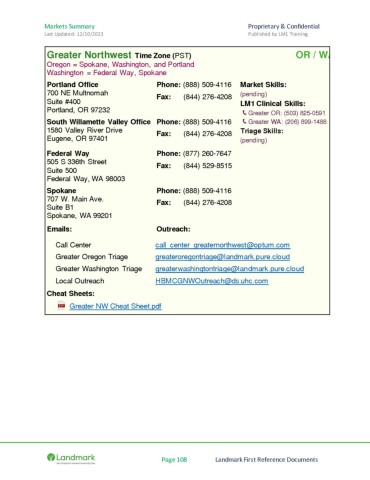 Markets Summary Proprietary & Confidential
Last Updated: 12/10/2023 Published by LM1 Training
Greater Northwest Time Zone (PST) OR / WA
Oregon = Spokane, Washington, and Portland
Washington = Federal Way, Spokane
Portland Office Phone: (888) 509-4116 Market Skills:
700 NE Multnomah Fax: (844) 276-4208 (pending)
Suite #400 LM1 Clinical Skills:
Portland, OR 97232 Greater OR: (503) 825-0591
South Willamette Valley Office Phone: (888) 509-4116 Greater WA: (206) 899-1488
1580 Valley River Drive Fax: (844) 276-4208 Triage Skills:
Eugene, OR 97401 (pending)
Federal Way Phone: (877) 260-7647
505 S 336th Street Fax: (844) 529-8515
Suite 500
Federal Way, WA 98003
Spokane Phone: (888) 509-4116
707 W. Main Ave. Fax: (844) 276-4208
Suite B1
Spokane, WA 99201
Emails: Outreach:
Call Center call_center_greaternorthwest@optum.com
Greater Oregon Triage greateroregontriage@landmark.pure.cloud
Greater Washington Triage greaterwashingtontriage@landmark.pure.cloud
Local Outreach HBMCGNWOutreach@ds.uhc.com
Cheat Sheets:
Greater NW Cheat Sheet.pdf
Landmark Page 108 Landmark First Reference Documents